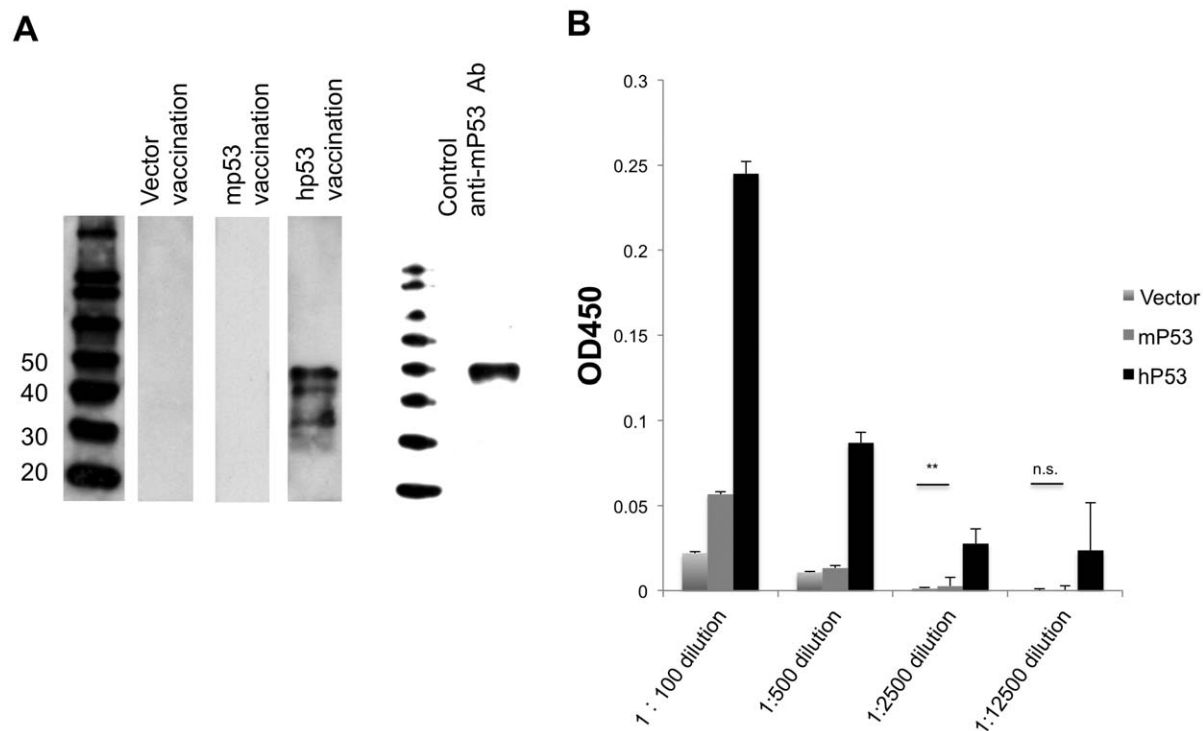 A
Vector
vaccination
mp53
vaccination
hp53
vaccination
Control
anti-mP53 Ab
50
40
30
20
B
OD450
0.3
0.25
0.2
0.15
0.1
0.05
0
**
n.s.
Vector
mP53
hP53
1 : 100 dilution
1:500 dilution
1:2500 dilution
1:12500 dilution